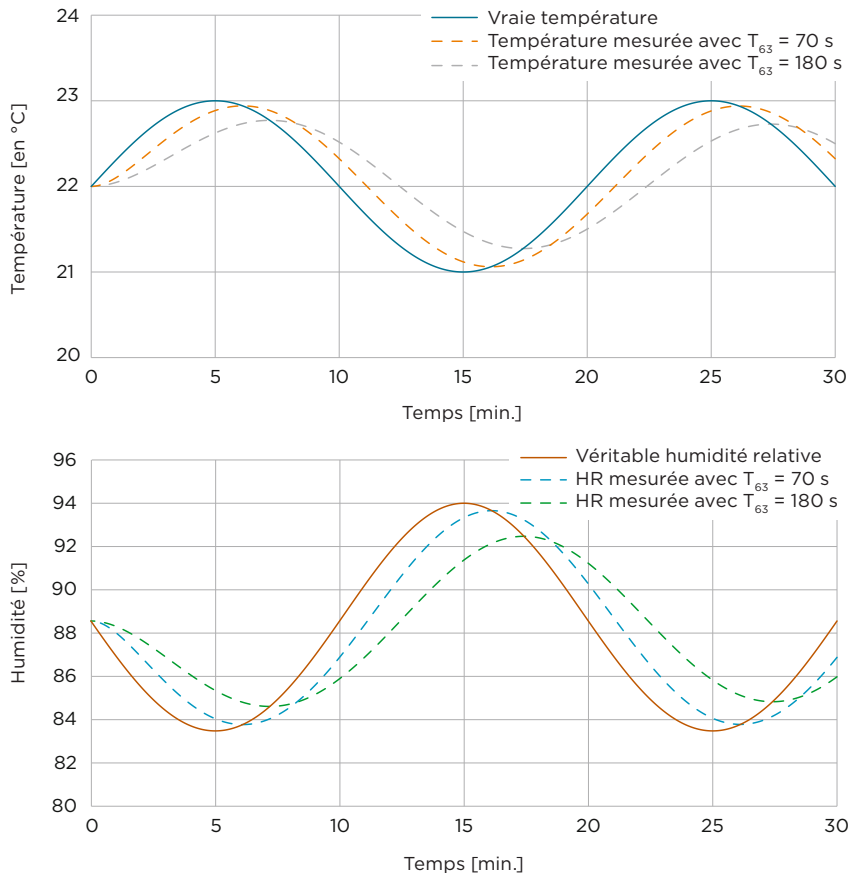 24
Vraie température
Température mesurée avec T63 = 70 s
Température mesurée avec T63 = 180 s
23
22
21
20
Température [en °C]
0 5 10 15 20 25 30
Temps [min.]
96
Véritable humidité relative
HR mesurée avec T63 = 70 s
HR mesurée avec T63 = 180 s
94
92
90
88
86
84
82
80
Humidité [%]
0 5 10 15 20 25 30
Temps [min.]